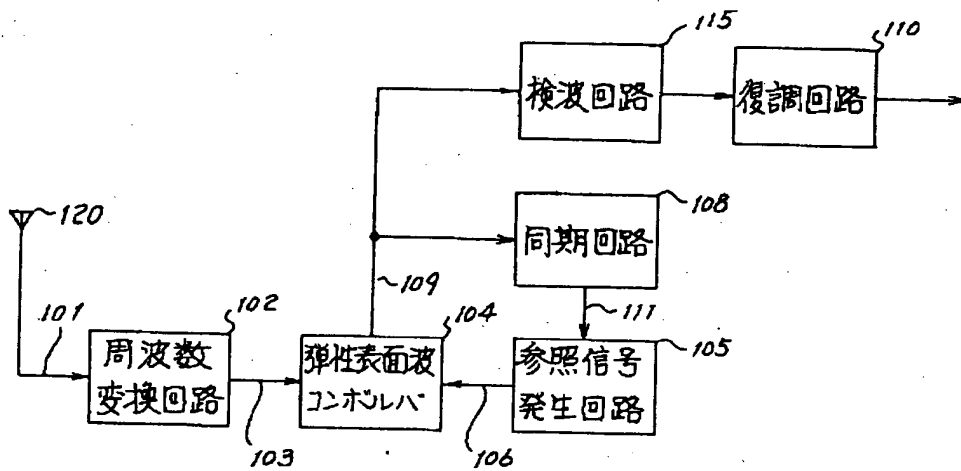 115
110
検波回路
復調回路
120
108
同期回路
109
101
102
104
111
105
周波数
変換回路
弾性表面波
コンボルバ
参照信号
発生回路
103
106